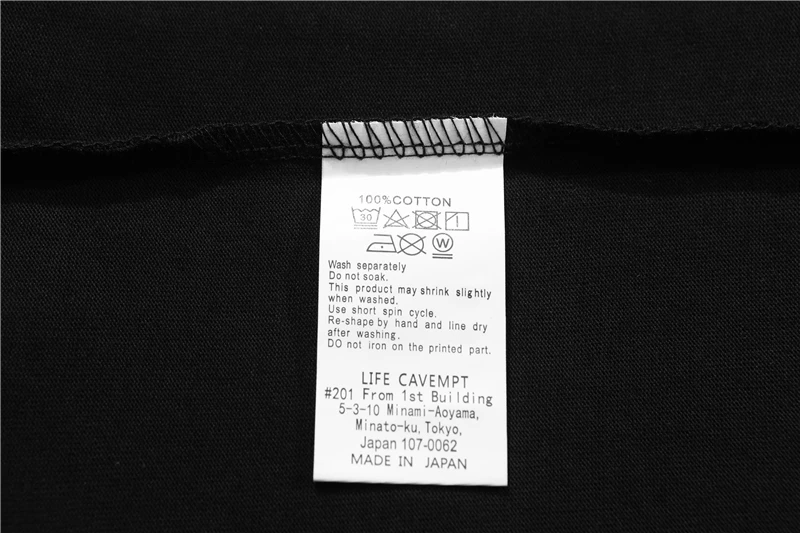 100%COTTON
30
W
Wash separately
Do not soak.
This product may shrink slightly
when washed.
Use short spin cycle.
Re-shape by hand and line dry
after washing.
DO not iron on the printed part.
LIFE CAVEMPT
#201 From 1st Building
5-3-10 Minami-Aoyama,
Minato-ku, Tokyo,
Japan 107-0062
MADE IN JAPAN